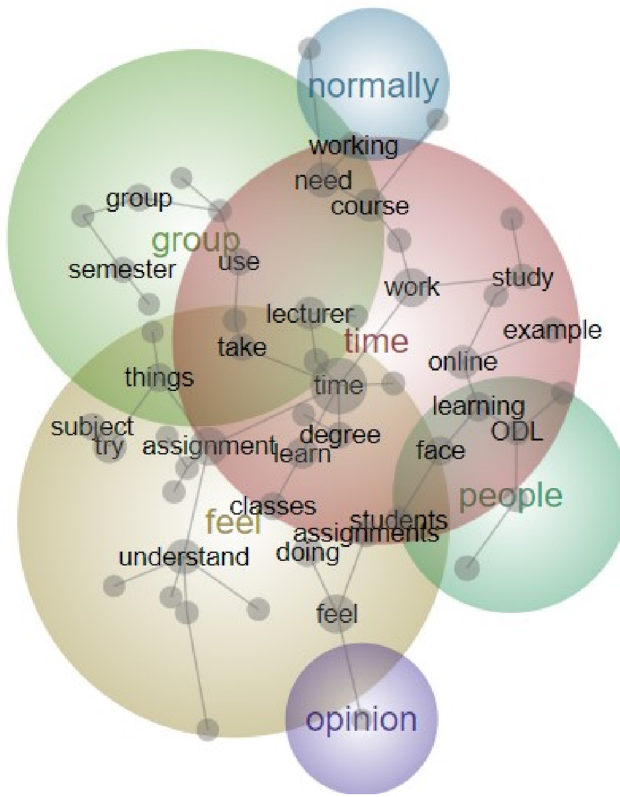 normally
working
need
group
course
group
use
semester
work
study
lecturer
example
time
take
online
things
time
learning
subject
ODL
try
assignment
degree
face
learn
people
classes
students
feel
assignments
understand
doing
feel
opinion